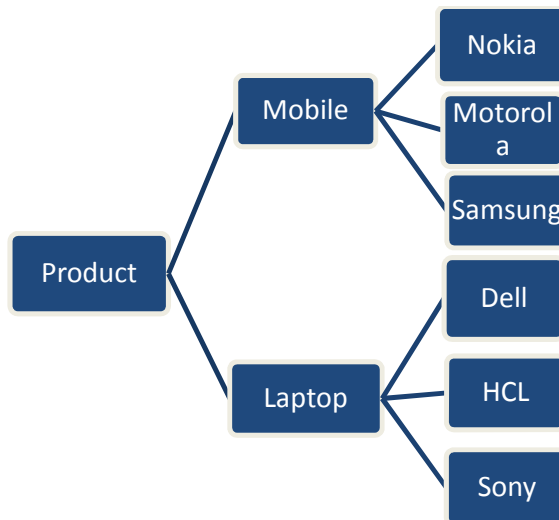 Nokia
Mobile
Motorol
a
Samsung
Product
Dell
Laptop
HCL
Sony